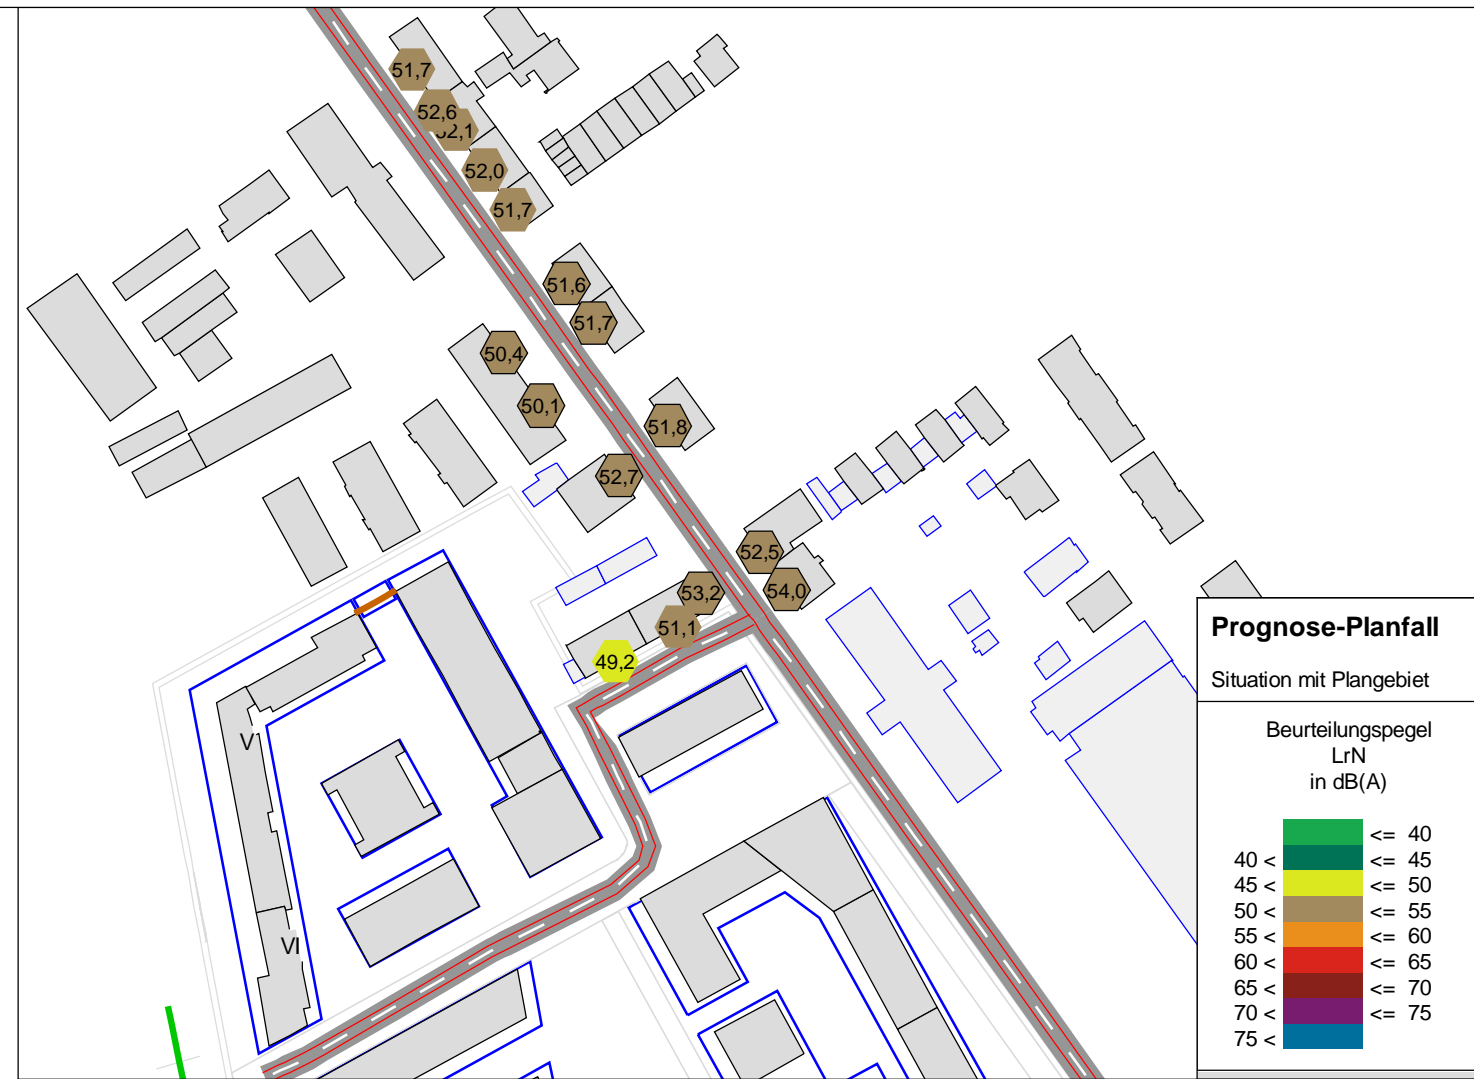 51,7
52,6
52,1
52,0
51,7
51,6
51,7
50,4
50,1
51,8
52,7
52,5
54,0
53,2
51,1
49,2
V
VI
Prognose-Planfall
Situation mit Plangebiet
Beurteilungspegel
LrN
in dB(A)
<= 40
40 < <= 45
45 < <= 50
50 < <= 55
55 < <= 60
60 < <= 65
65 < <= 70
70 < <= 75
75 <